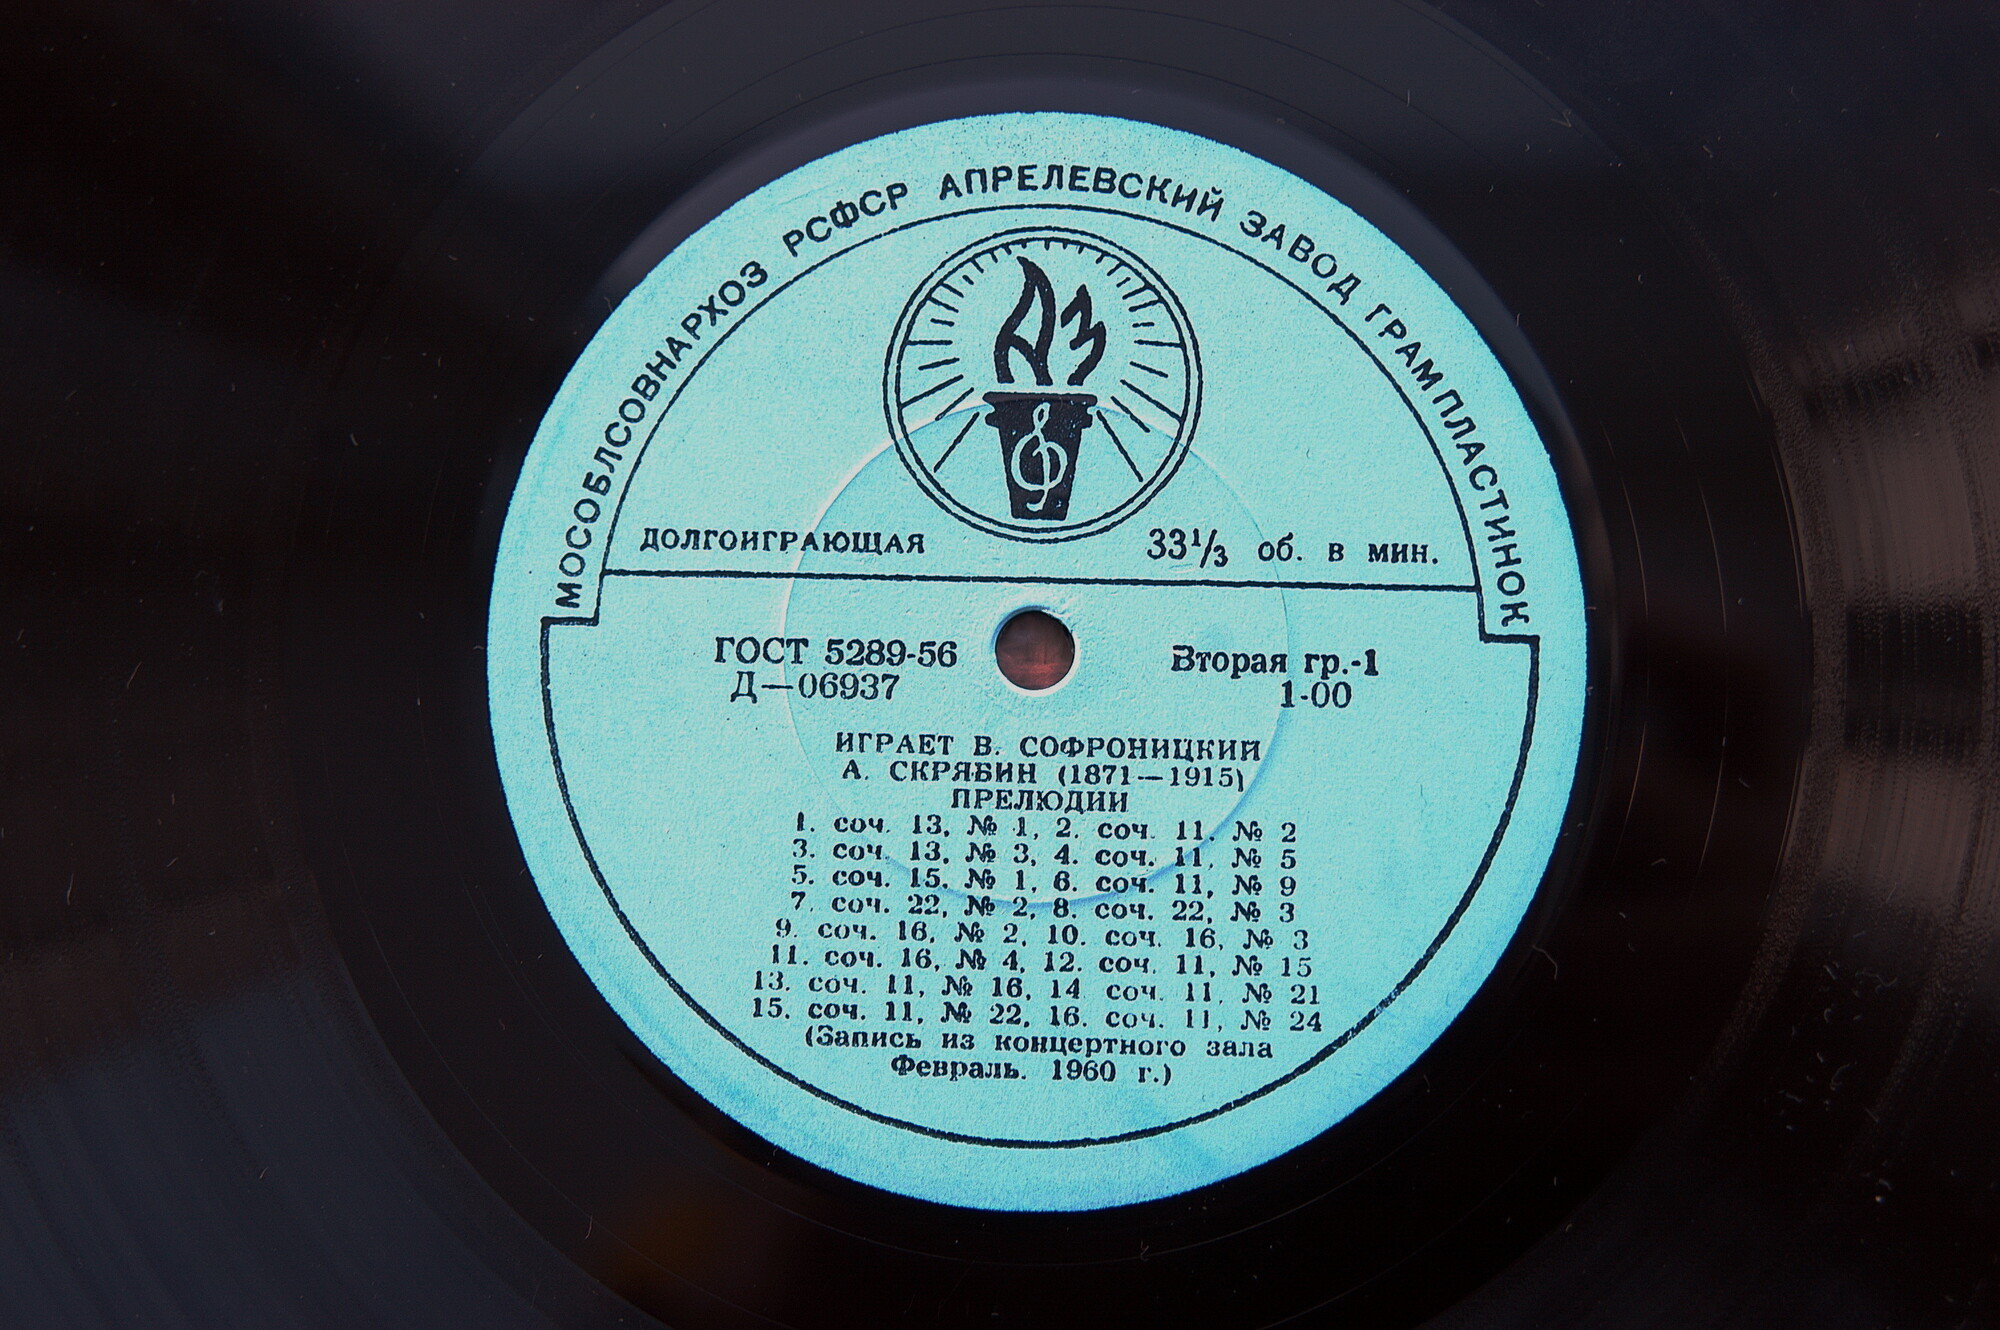 МОСОБЛСОВНАРХОЗ РСФСР АПРЕЛЕВСКИЙ ЗАВОД ГРАМПЛАСТИНОК
АЗ
ДОЛГОИГРАЮЩАЯ 33⅓ об. в мин.
ГОСТ 5289-56 Вторая гр.-1
Д—06937 1-00
ИГРАЕТ В. СОФРОНИЦКИЙ
А. СКРЯБИН (1871—1915)
ПРЕЛЮДИИ
1. соч. 13, № 1, 2. соч. 11, № 2
3. соч. 13, № 3, 4. соч. 11, № 5
5. соч. 15, № 1, 6. соч. 11, № 9
7. соч. 22, № 2, 8. соч. 22, № 3
9. соч. 16, № 2, 10. соч. 16, № 3
11. соч. 16, № 4, 12. соч. 11, № 15
13. соч. 11, № 16, 14 соч. 11, № 21
15. соч. 11, № 22, 16. соч. 11, № 24
(Запись из концертного зала
Февраль. 1960 г.)